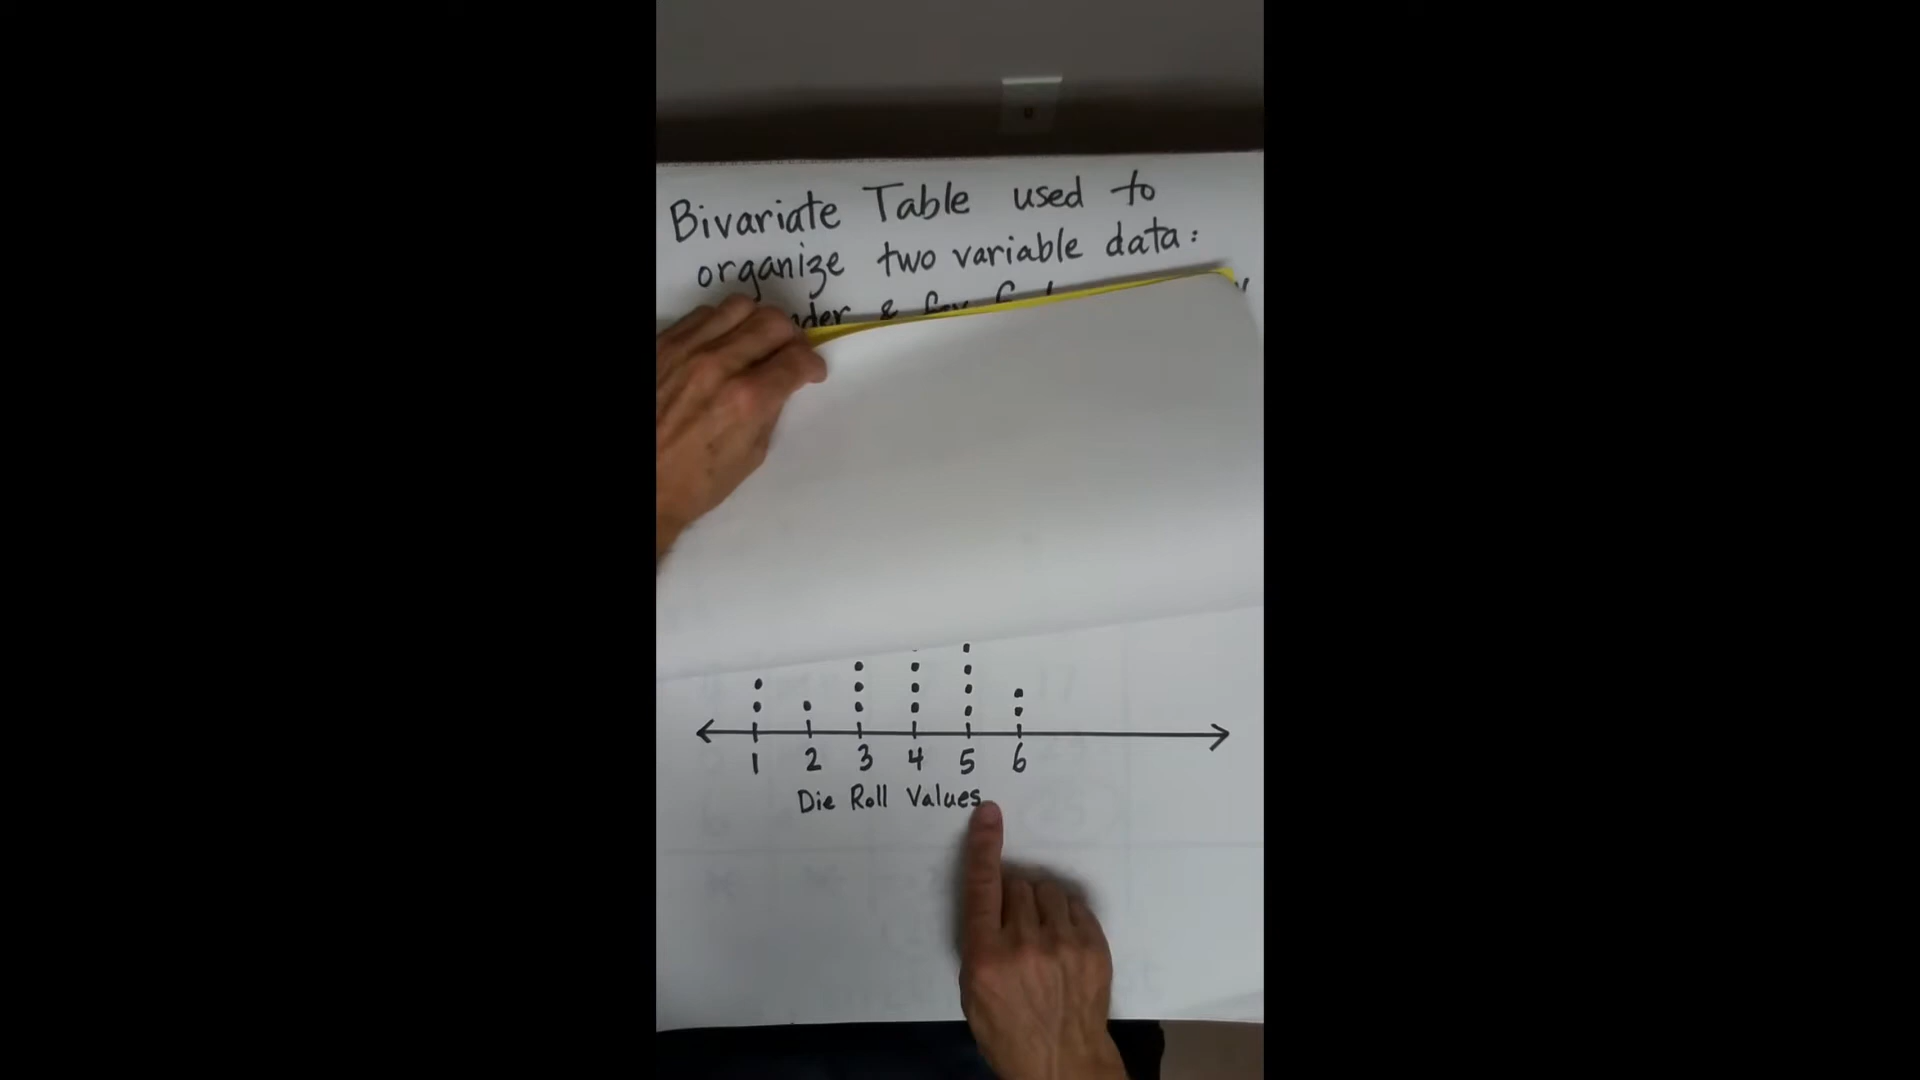 Bivariate Table used to
organize two variable data:
&
1 2 3 4 5 6
Die Roll Values